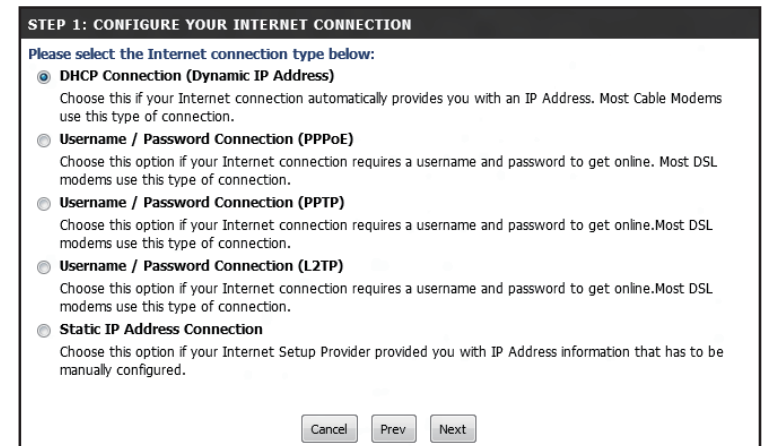 STEP 1: CONFIGURE YOUR INTERNET CONNECTION
Please select the Internet connection type below:
DHCP Connection (Dynamic IP Address)
Choose this if your Internet connection automatically provides you with an IP Address. Most Cable Modems
use this type of connection.
Username / Password Connection (PPPoE)
Choose this option if your Internet connection requires a username and password to get online. Most DSL
modems use this type of connection.
Username / Password Connection (PPTP)
Choose this option if your Internet connection requires a username and password to get online.Most DSL
modems use this type of connection.
Username / Password Connection (L2TP)
Choose this option if your Internet connection requires a username and password to get online.Most DSL
modems use this type of connection.
Static IP Address Connection
Choose this option if your Internet Setup Provider provided you with IP Address information that has to be
manually configured.
Cancel Prev Next